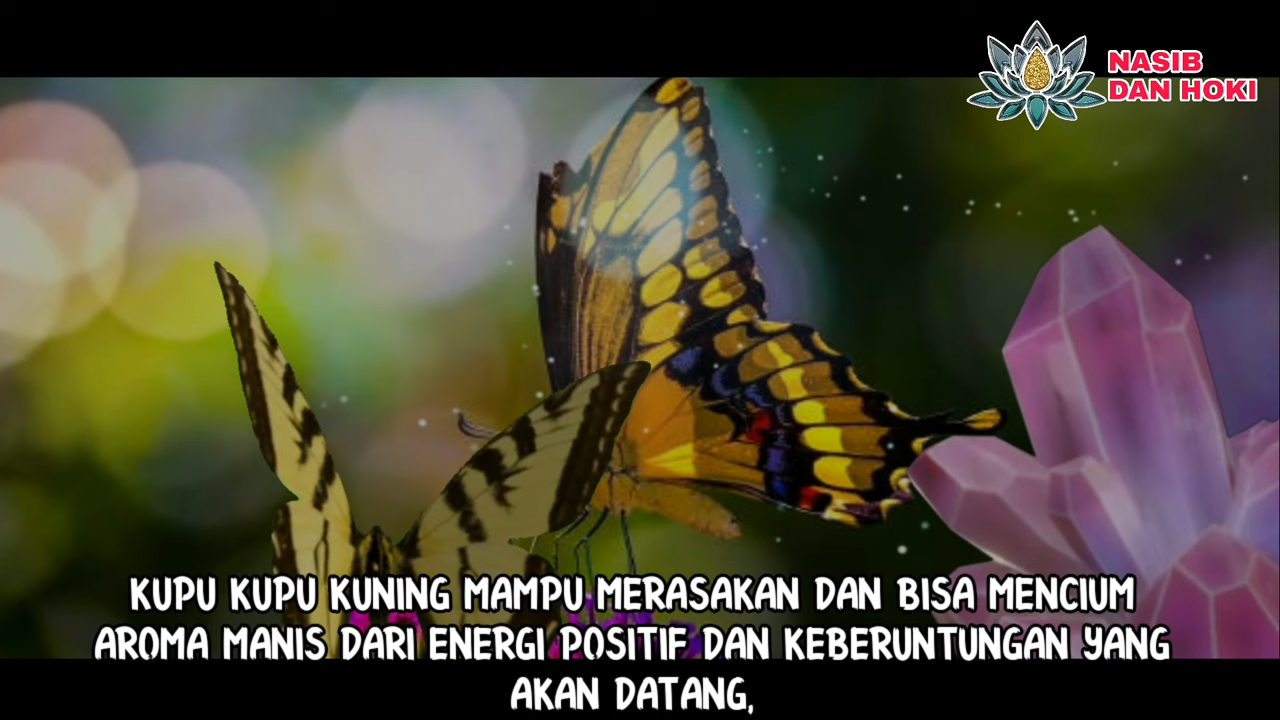 NASIB
DAN HOKI
KUPU KUPU KUNING MAMPU MERASAKAN DAN BISA MENCIUM
AROMA MANIS DARI ENERGI POSITIF DAN KEBERUNTUNGAN YANG
AKAN DATANG,